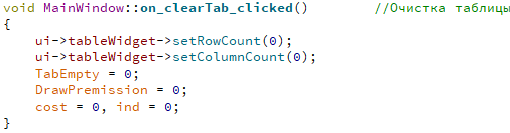 void MainWindow::on_clearTab_clicked() //Очистка таблицы
{
ui->tableWidget->setRowCount(0);
ui->tableWidget->setColumnCount(0);
TabEmpty = 0;
DrawPremission = 0;
cost = 0, ind = 0;
}